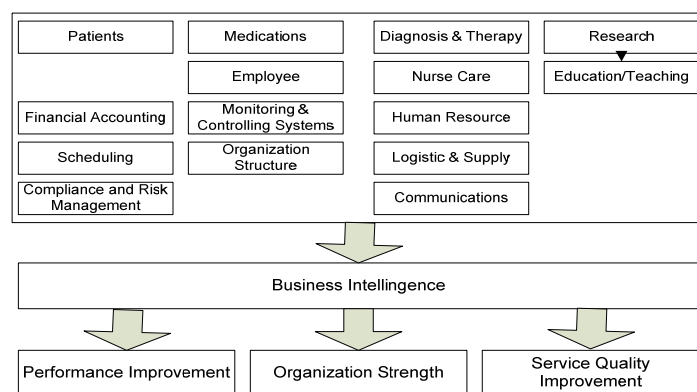 Patients
Medications
Diagnosis & Therapy
Research
Employee
Nurse Care
Education/Teaching
Financial Accounting
Monitoring &
Controlling Systems
Human Resource
Scheduling
Organization
Structure
Logistic & Supply
Compliance and Risk
Management
Communications
Business Intellingence
Performance Improvement
Organization Strength
Service Quality
Improvement